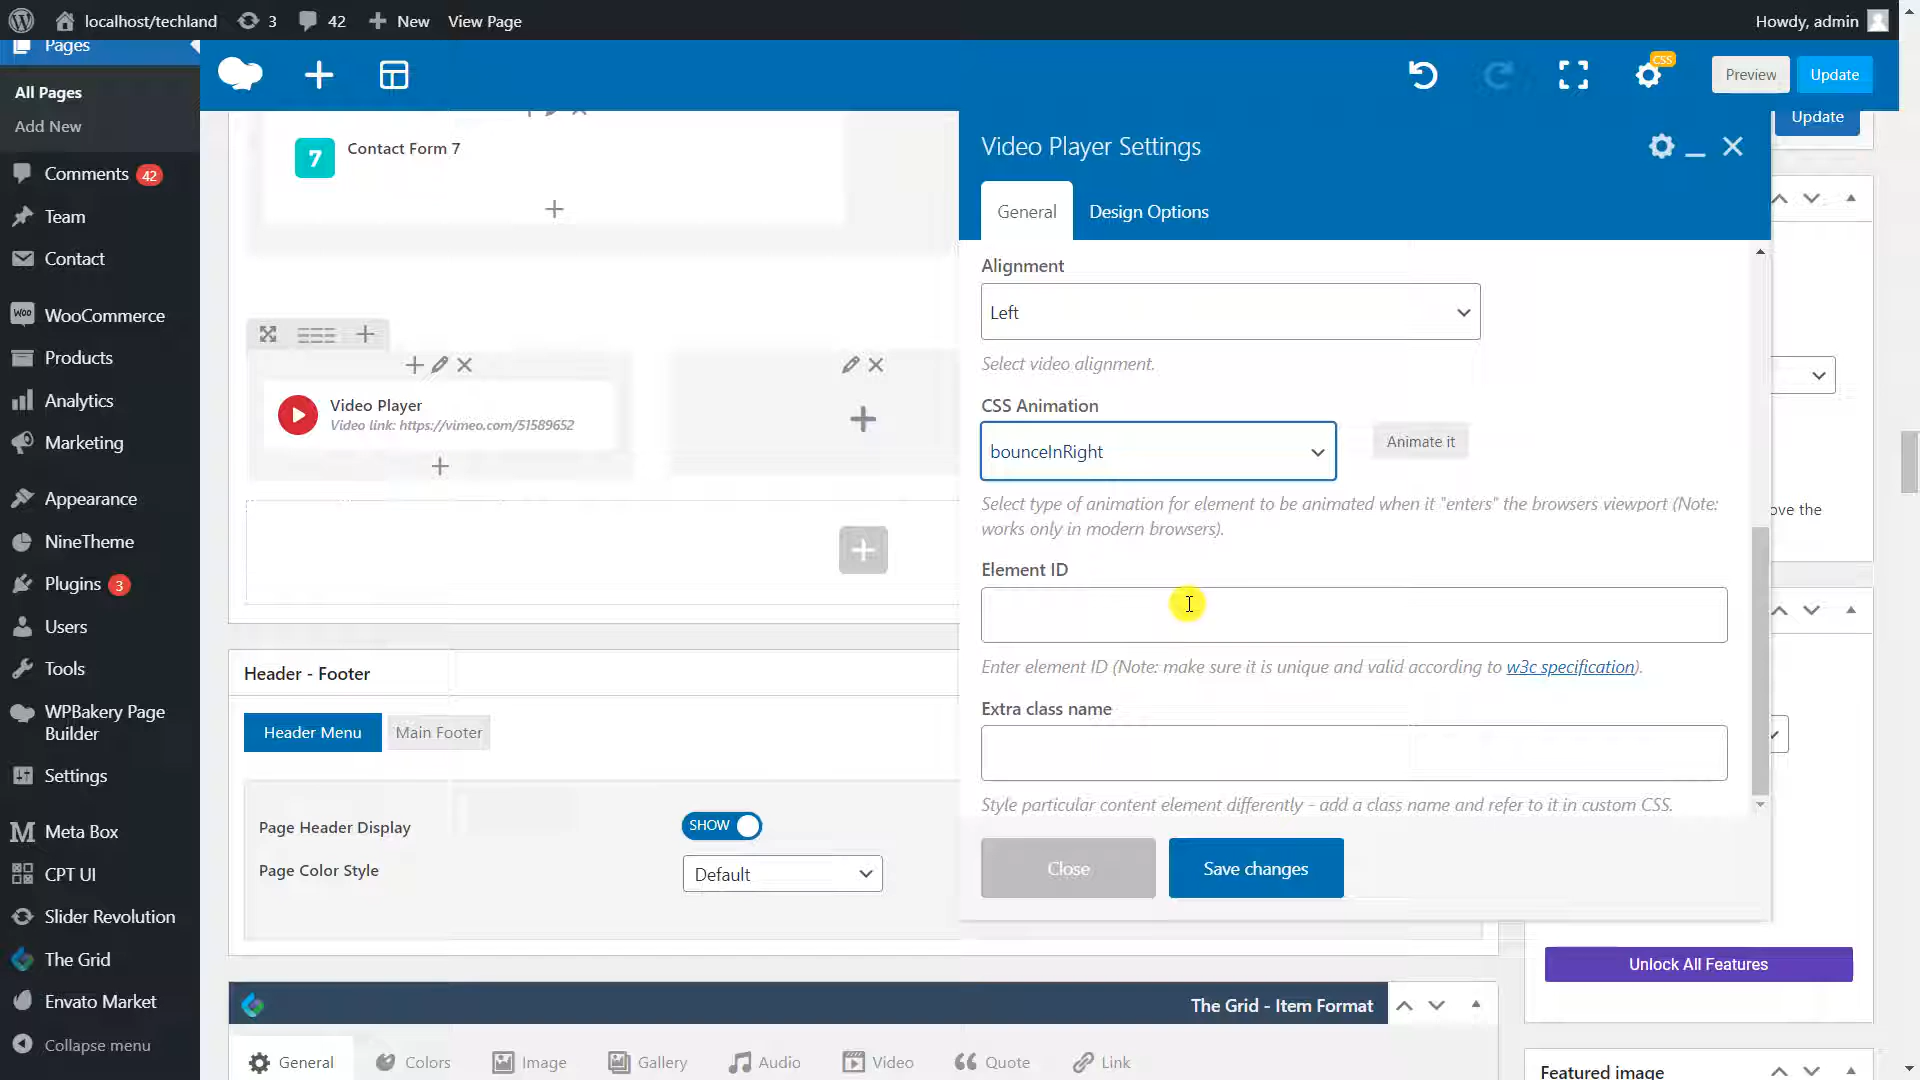 localhost/techland
3
42
New
View Page
Howdy, admin
Pages
All Pages
Add New
Comments 42
Team
Contact
WooCommerce
Products
Analytics
Marketing
Appearance
NineTheme
Plugins 3
Users
Tools
WPBakery Page
Builder
Settings
Meta Box
CPT UI
Slider Revolution
The Grid
Envato Market
Collapse menu
CSS
Preview
Update
Update
7
Contact Form 7
Video Player
Video link: https://vimeo.com/51589652
Video Player Settings
General
Design Options
Alignment
Left
Select video alignment.
CSS Animation
bounceInRight
Animate it
Select type of animation for element to be animated when it "enters" the browsers viewport (Note:
works only in modern browsers).
Element ID
Enter element ID (Note: make sure it is unique and valid according to w3c specification).
Extra class name
Style particular content element differently - add a class name and refer to it in custom CSS.
Close
Save changes
ove the
Header - Footer
Header Menu
Main Footer
Page Header Display
SHOW
Page Color Style
Default
Unlock All Features
The Grid - Item Format
General
Colors
Image
Gallery
Audio
Video
Quote
Link
Featured image